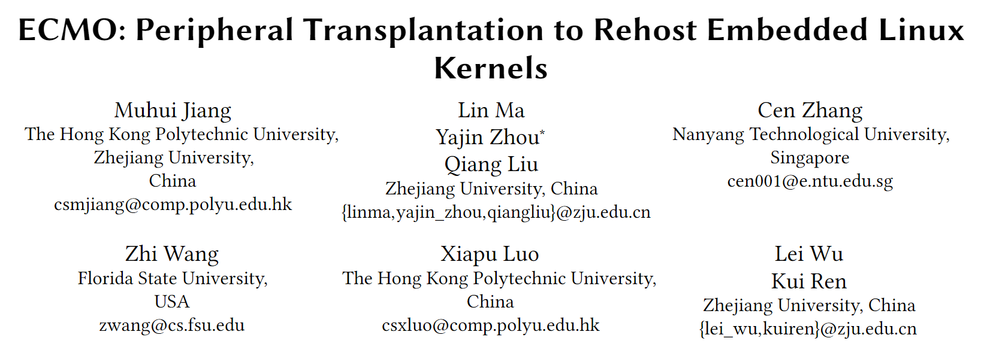 ECMO: Peripheral Transplantation to Rehost Embedded Linux
Kernels
Muhui Jiang
The Hong Kong Polytechnic University,
Zhejiang University,
China
csmjiang@comp.polyu.edu.hk
Lin Ma
Yajin Zhou*
Qiang Liu
Zhejiang University, China
{linma,yajin_zhou,qiangliu}@zju.edu.cn
Cen Zhang
Nanyang Technological University,
Singapore
cen001@e.ntu.edu.sg
Zhi Wang
Florida State University,
USA
zwang@cs.fsu.edu
Xiapu Luo
The Hong Kong Polytechnic University,
China
csxluo@comp.polyu.edu.hk
Lei Wu
Kui Ren
Zhejiang University, China
{lei_wu,kuiren}@zju.edu.cn